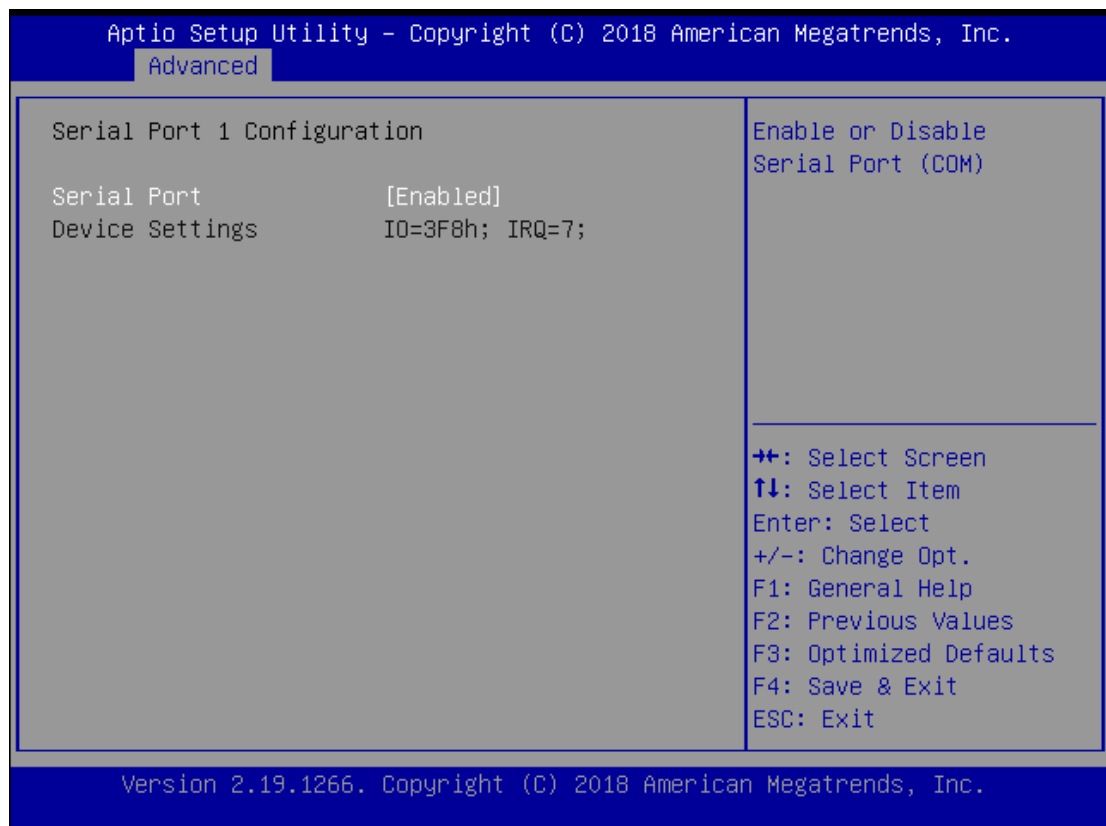 Aptio Setup Utility – Copyright (C) 2018 American Megatrends, Inc.
Advanced
Serial Port 1 Configuration
Serial Port [Enabled]
Device Settings IO=3F8h; IRQ=7;
Enable or Disable
Serial Port (COM)
→←: Select Screen
↑↓: Select Item
Enter: Select
+/-: Change Opt.
F1: General Help
F2: Previous Values
F3: Optimized Defaults
F4: Save & Exit
ESC: Exit
Version 2.19.1266. Copyright (C) 2018 American Megatrends, Inc.